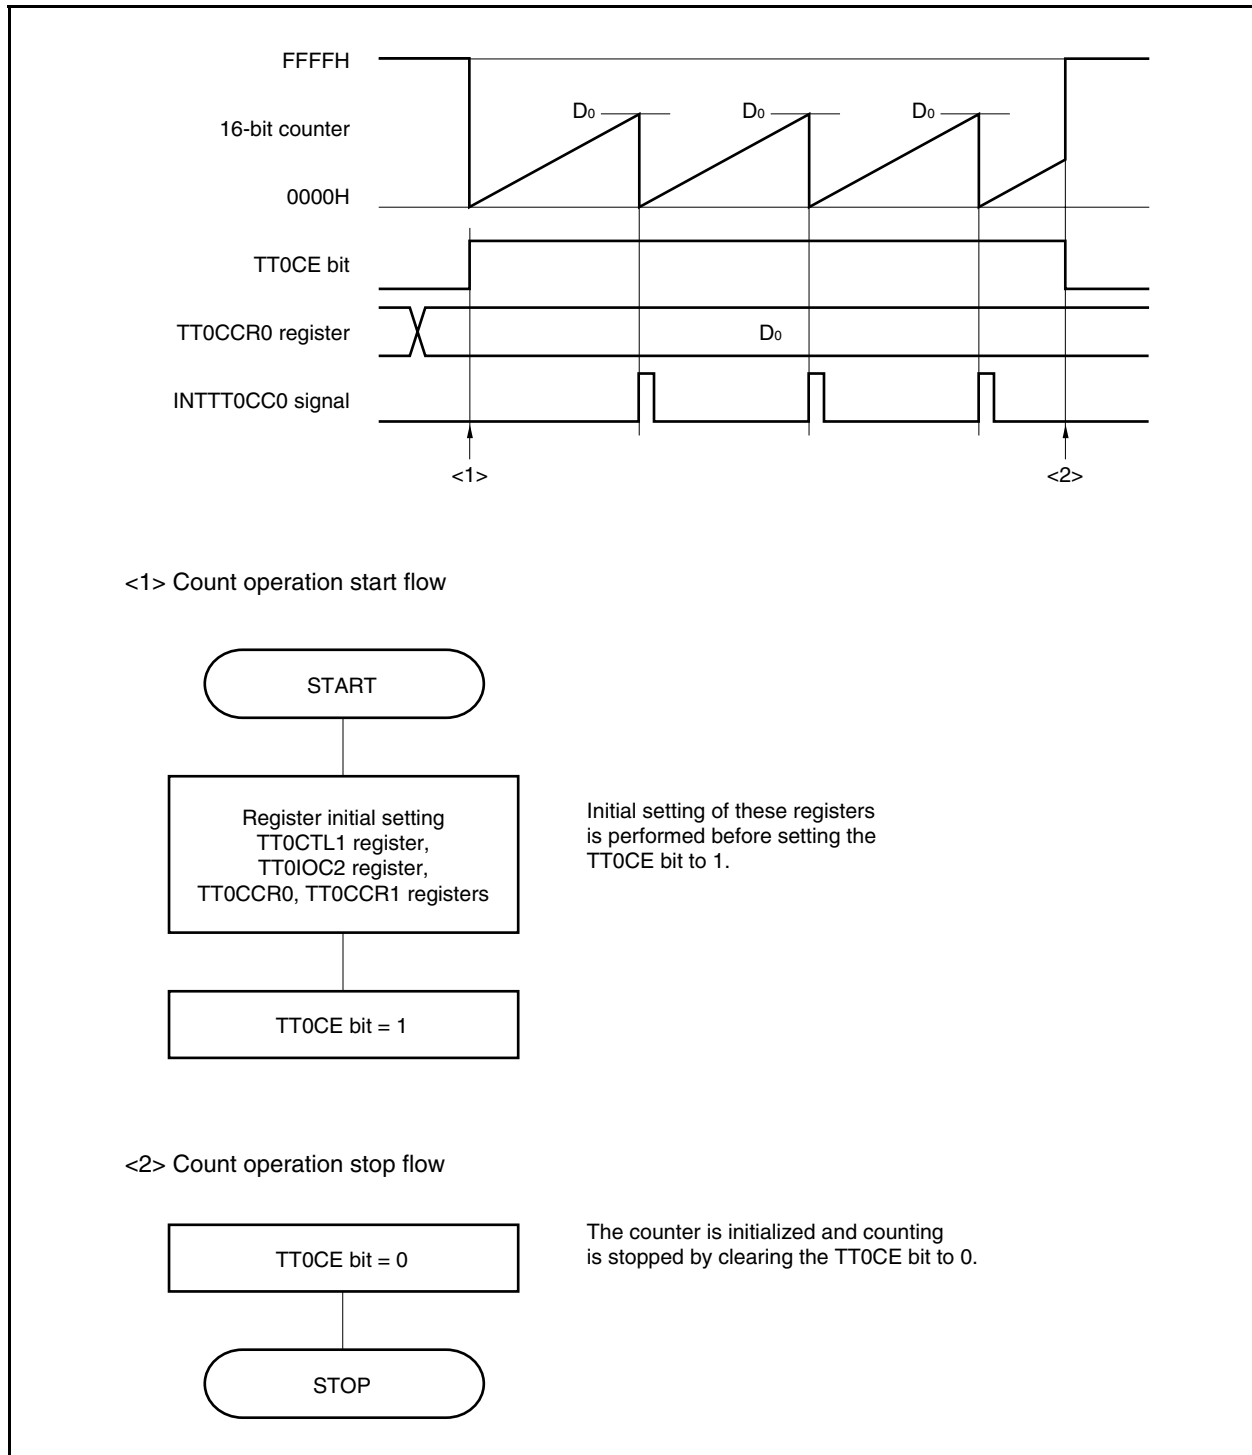 FFFFH
D0 D0 D0
16-bit counter
0000H
TT0CE bit
TT0CCR0 register D0
INTTT0CC0 signal
<1> <2>
<1> Count operation start flow
START
Register initial setting
TT0CTL1 register,
TT0IOC2 register,
TT0CCR0, TT0CCR1 registers
Initial setting of these registers
is performed before setting the
TT0CE bit to 1.
TT0CE bit = 1
<2> Count operation stop flow
TT0CE bit = 0
The counter is initialized and counting
is stopped by clearing the TT0CE bit to 0.
STOP